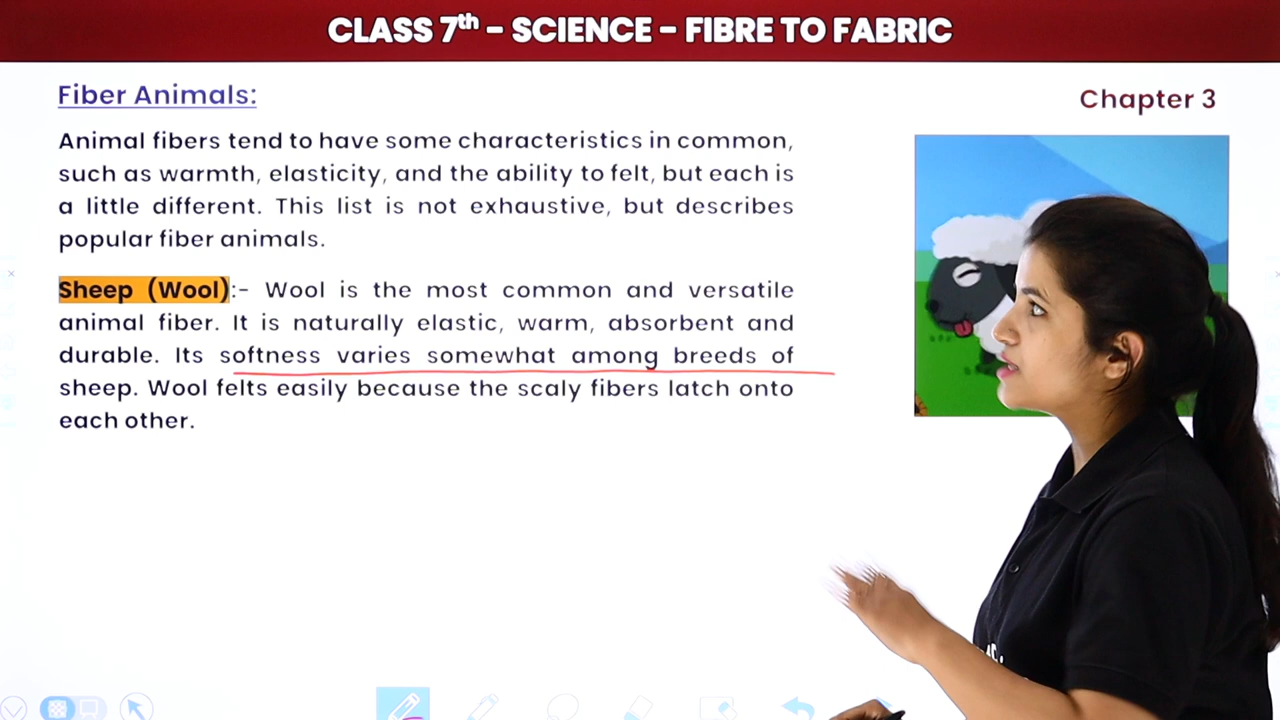 CLASS 7th – SCIENCE – FIBRE TO FABRIC
Fiber Animals:
Chapter 3
Animal fibers tend to have some characteristics in common,
such as warmth, elasticity, and the ability to felt, but each is
a little different. This list is not exhaustive, but describes
popular fiber animals.
Sheep (Wool):- Wool is the most common and versatile
animal fiber. It is naturally elastic, warm, absorbent and
durable. Its softness varies somewhat among breeds of
sheep. Wool felts easily because the scaly fibers latch onto
each other.